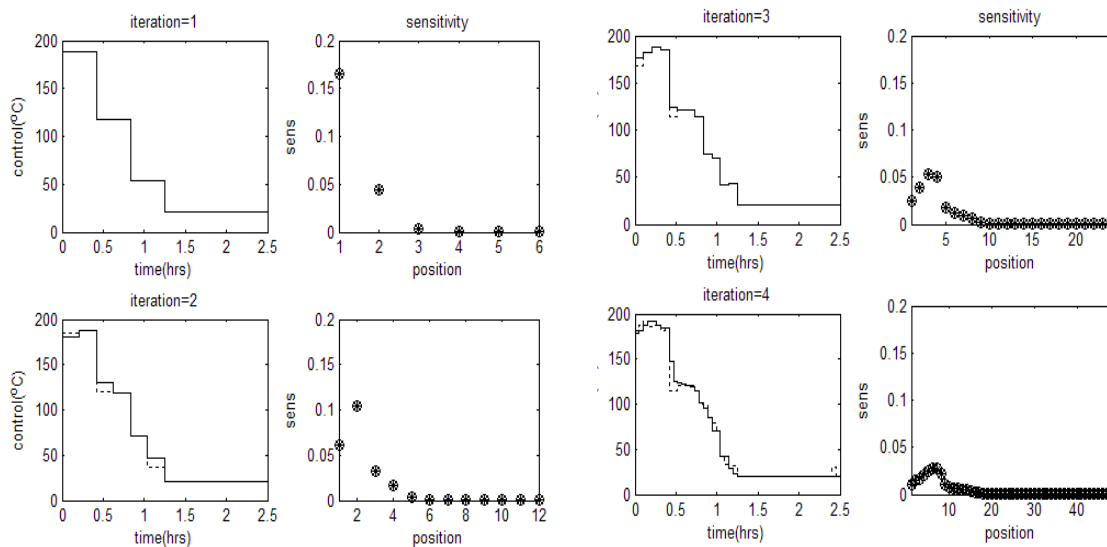 iteration=1
200
150
100
50
0
control(ºC)
0 0.5 1 1.5 2 2.5
time(hrs)
sensitivity
0.2
0.15
0.1
0.05
0
sens
1 2 3 4 5 6
position
iteration=3
200
150
100
50
0
0 0.5 1 1.5 2 2.5
time(hrs)
sensitivity
0.2
0.15
0.1
0.05
0
sens
5 10 15 20
position
iteration=2
200
150
100
50
0
control(ºC)
0 0.5 1 1.5 2 2.5
time(hrs)
0.2
0.15
0.1
0.05
0
sens
2 4 6 8 10 12
position
iteration=4
200
150
100
50
0
0 0.5 1 1.5 2 2.5
time(hrs)
0.2
0.15
0.1
0.05
0
sens
10 20 30 40
position